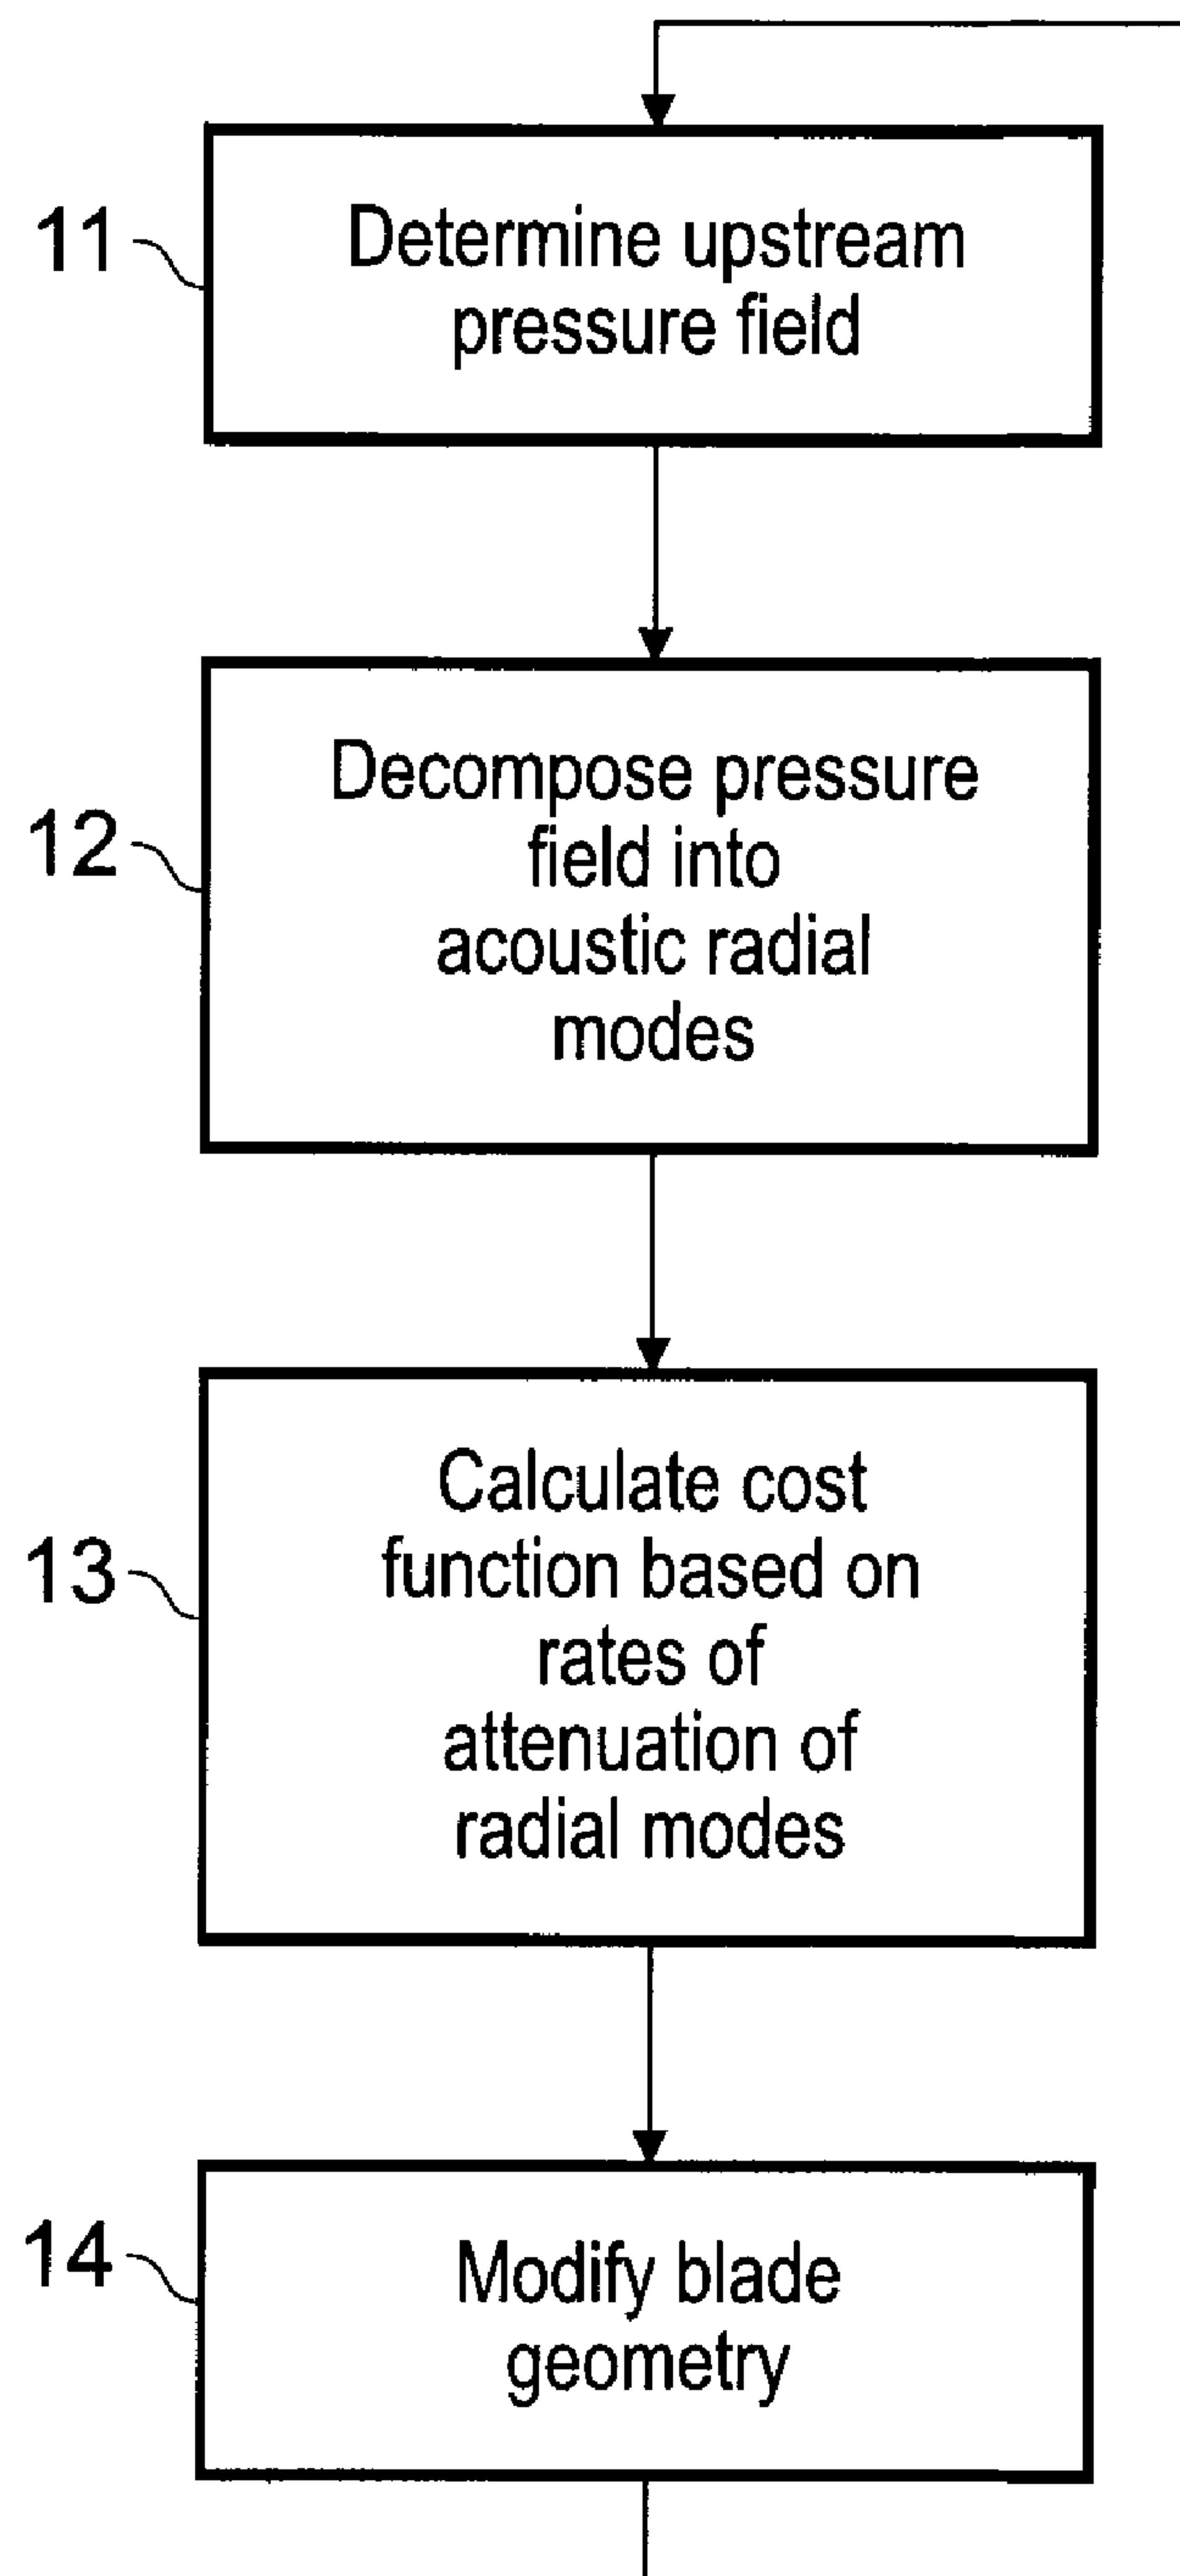 11
Determine upstream
pressure field
12
Decompose pressure
field into
acoustic radial
modes
13
Calculate cost
function based on
rates of
attenuation of
radial modes
14
Modify blade
geometry